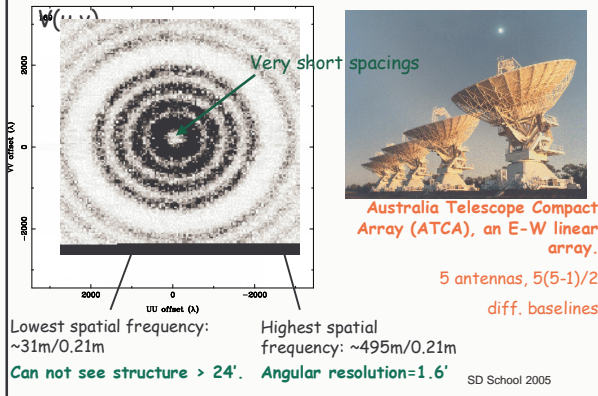 V(u,v)
Very short spacings
2000
0
-2000
VV offset (λ)
2000
0
-2000
UU offset (λ)
Australia Telescope Compact
Array (ATCA), an E-W linear
array.
5 antennas, 5(5-1)/2
diff. baselines
Lowest spatial frequency:
~31m/0.21m
Can not see structure > 24'.
Highest spatial
frequency: ~495m/0.21m
Angular resolution=1.6'
SD School 2005